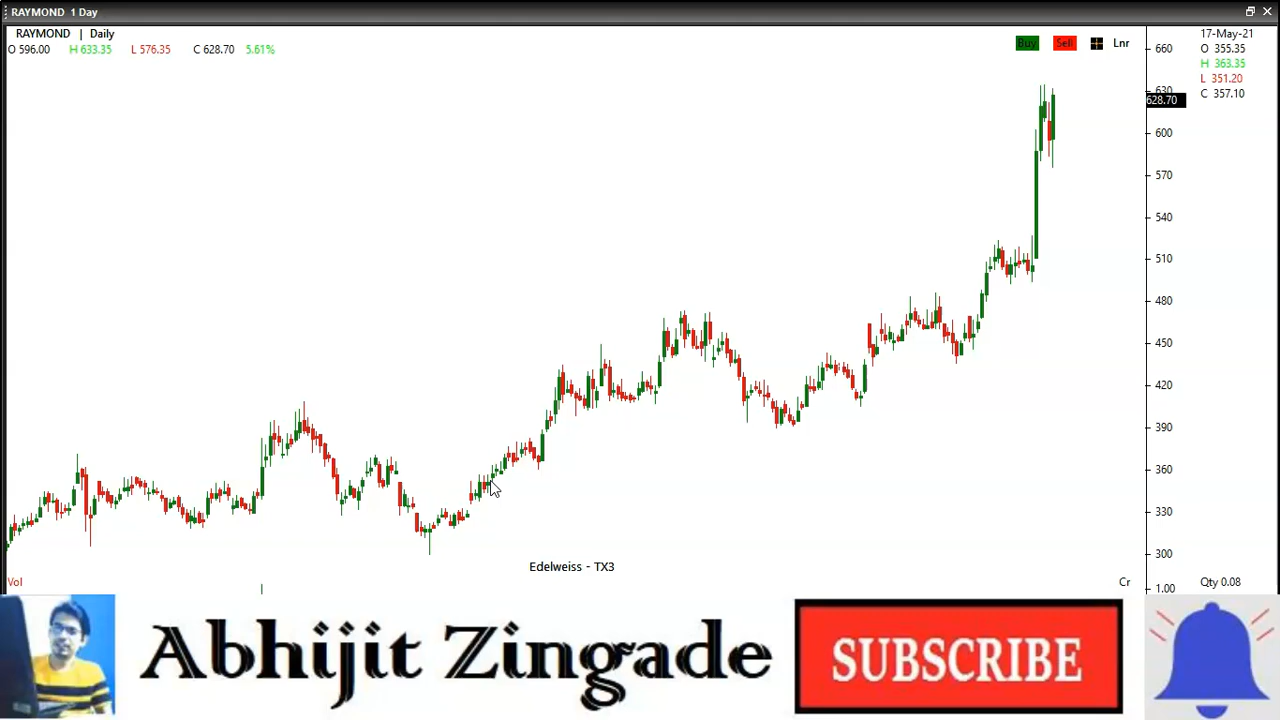 RAYMOND 1 Day
RAYMOND | Daily
O 596.00 H 633.35 L 576.35 C 628.70 5.61%
Buy Sell Lnr
17-May-21
O 355.35
H 363.35
L 351.20
C 357.10
660
630
628.70
600
570
540
510
480
450
420
390
360
330
300
Edelweiss - TX3
Vol Cr 1.00 Qty 0.08
Abhijit Zingade
SUBSCRIBE